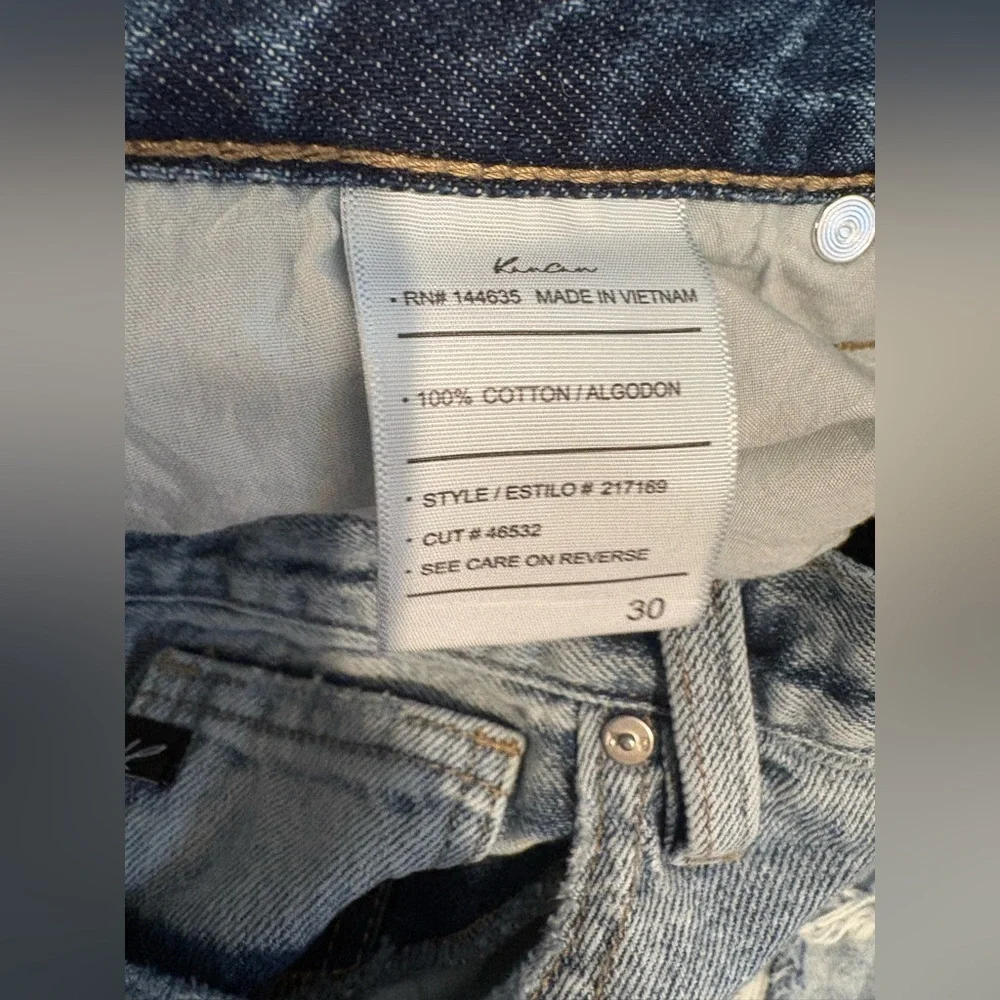 Kancan
• RN# 144635 MADE IN VIETNAM
• 100% COTTON / ALGODON
• STYLE / ESTILO # 217169
• CUT # 46532
• SEE CARE ON REVERSE
30